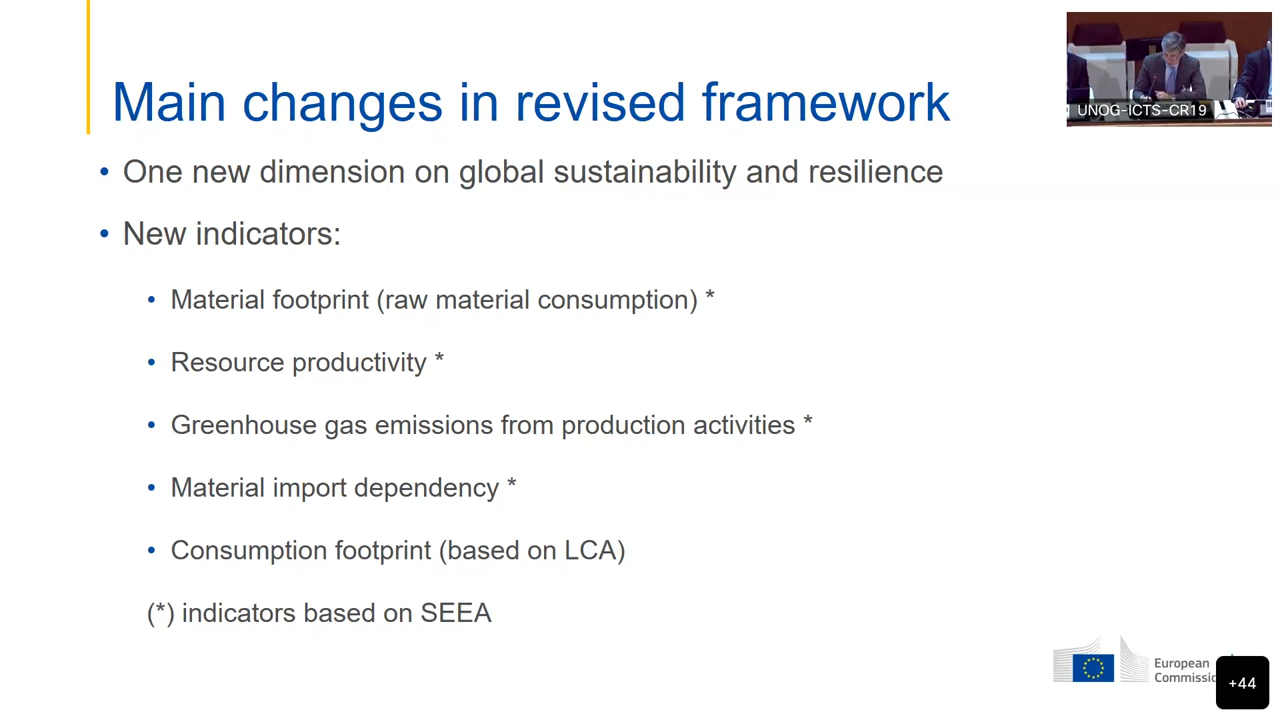 Main changes in revised framework
UNOG-ICTS-CR19
• One new dimension on global sustainability and resilience
• New indicators:
• Material footprint (raw material consumption) *
• Resource productivity *
• Greenhouse gas emissions from production activities *
• Material import dependency *
• Consumption footprint (based on LCA)
(*) indicators based on SEEA
European
+44